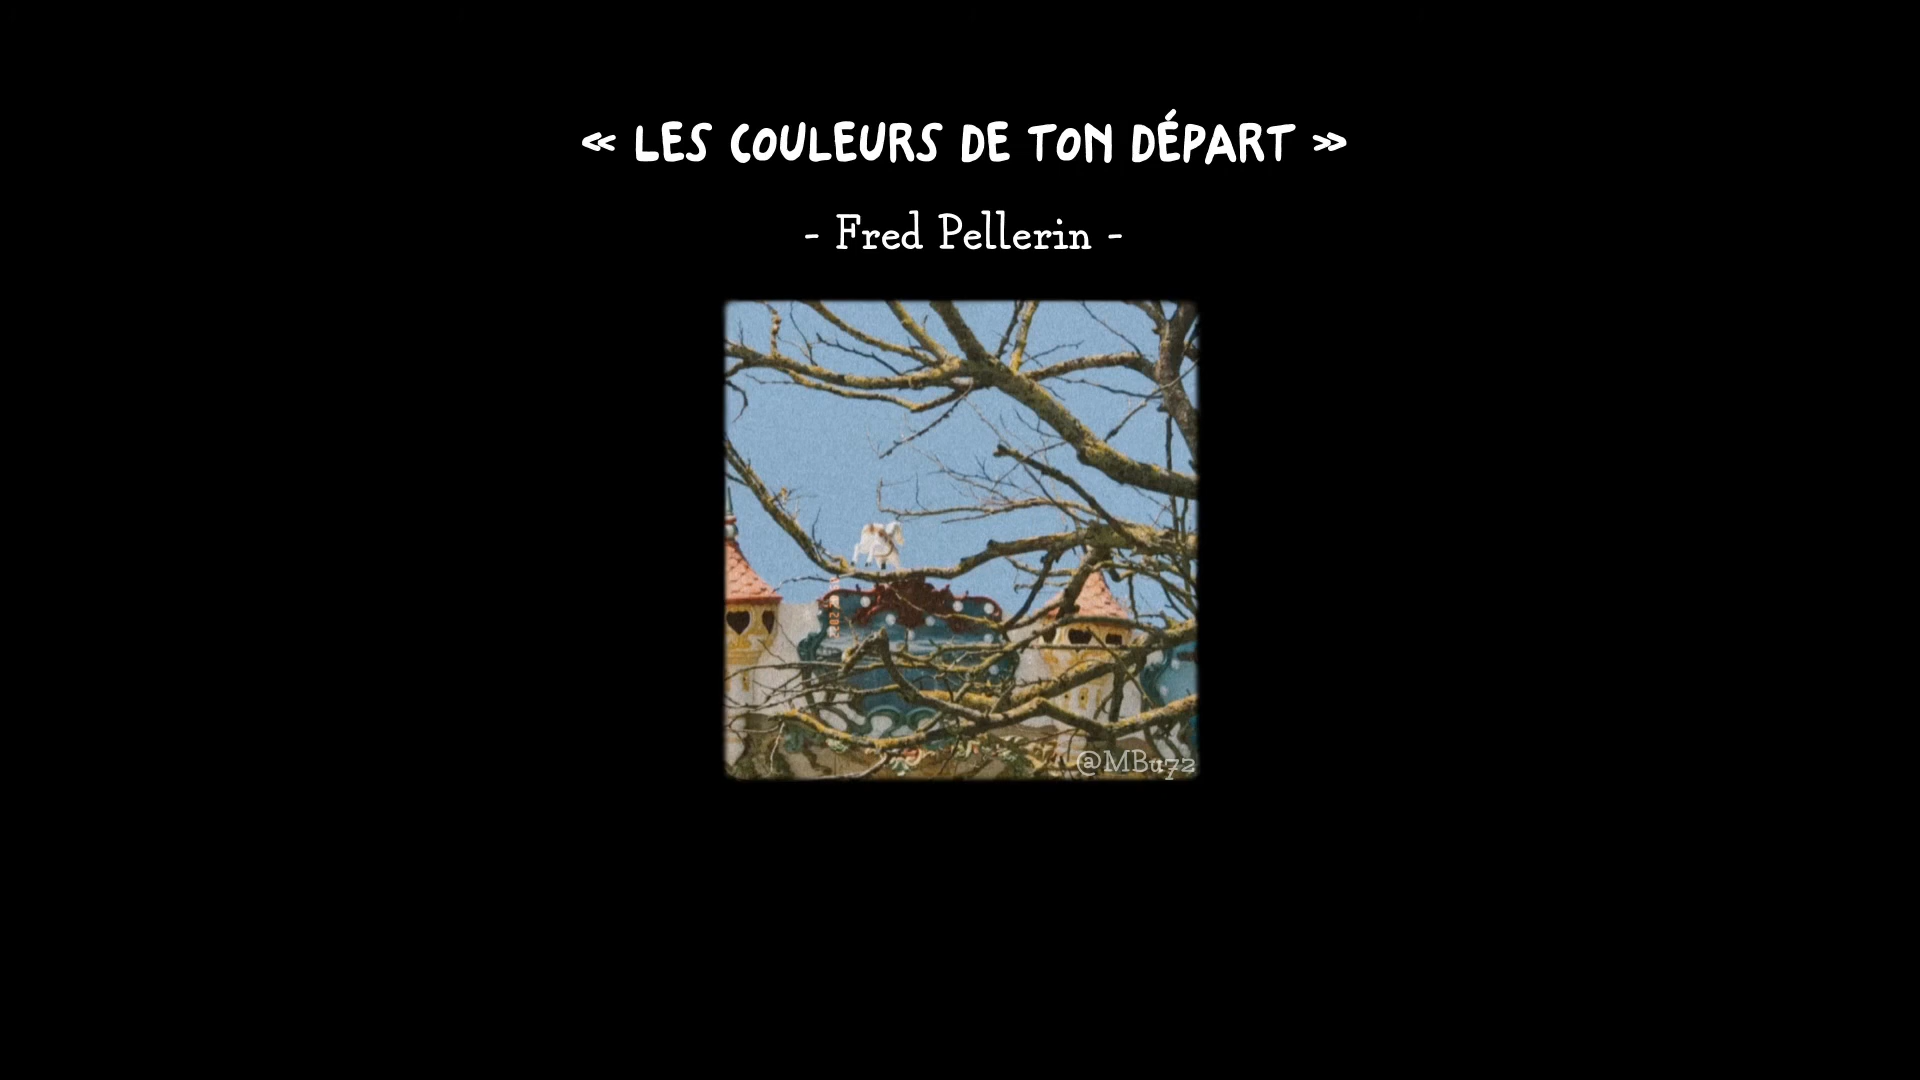 « LES COULEURS DE TON DÉPART »
- Fred Pellerin -
@MBu72